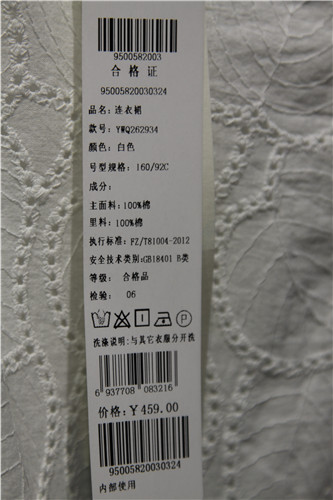 9500582003
合格证
95005820030324
品名: 连衣裙
款号: YWQ262934
颜色: 白色
号型规格: 160/92C
成分:
主面料: 100%棉
里料: 100%棉
执行标准: FZ/T81004-2012
安全技术类别:GB18401 B类
等级: 合格品
检验: 06
P
洗涤说明:与其它衣服分开洗
6 937708 083216
价格:￥459.00
95005820030324
内部使用